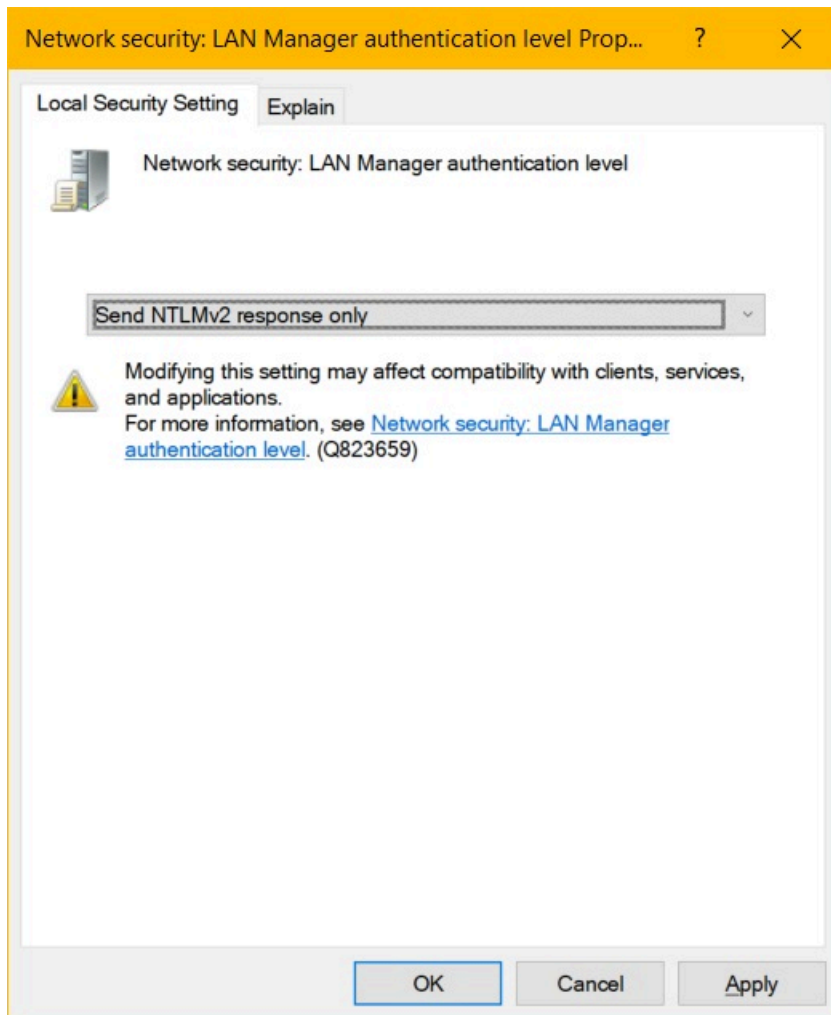 Network security: LAN Manager authentication level Prop...
?
Local Security Setting
Explain
Network security: LAN Manager authentication level
Send NTLMv2 response only
Modifying this setting may affect compatibility with clients, services,
and applications.
For more information, see Network security: LAN Manager
authentication level. (Q823659)
OK
Cancel
Apply